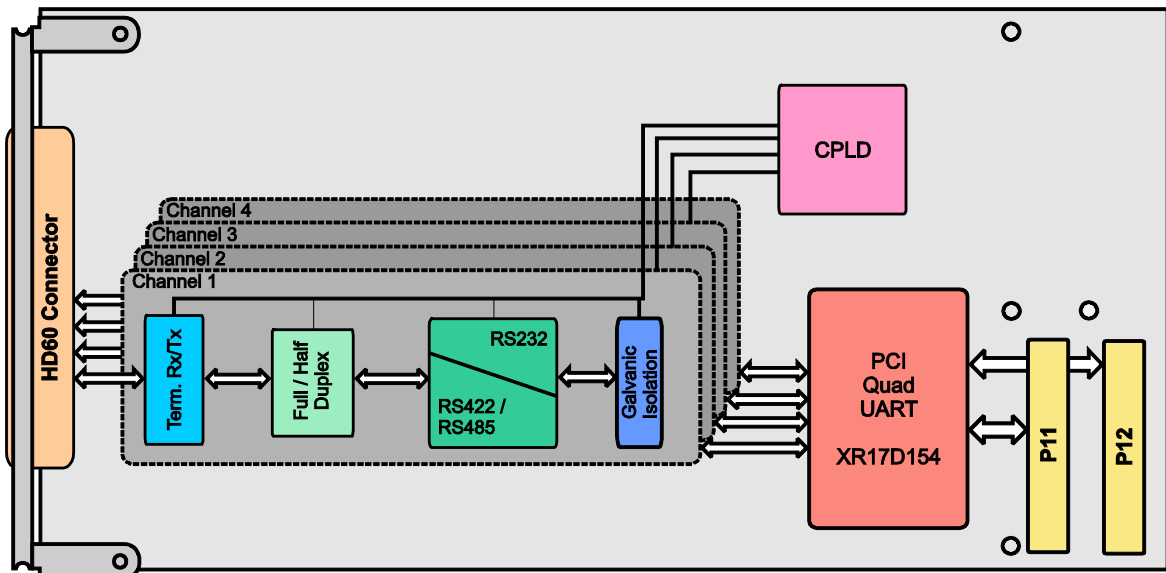 CPLD
HD60 Connector
Channel 4
Channel 3
Channel 2
Channel 1
Term. Rx/Tx
Full / Half
Duplex
RS232
RS422 /
RS485
Galvanic
Isolation
PCI
Quad
UART
XR17D154
P11
P12